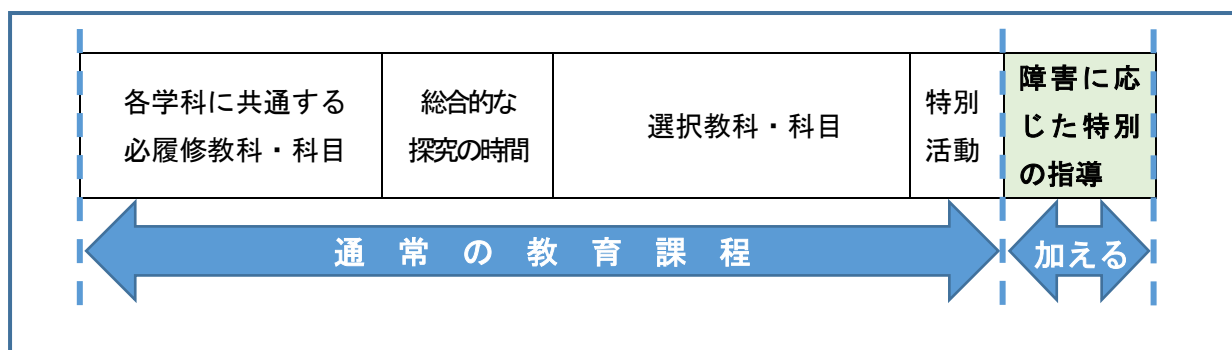 各学科に共通する
必履修教科・科目
総合的な
探究の時間
選択教科・科目
特別
活動
障害に応
じた特別
の指導
通常の教育課程
加える